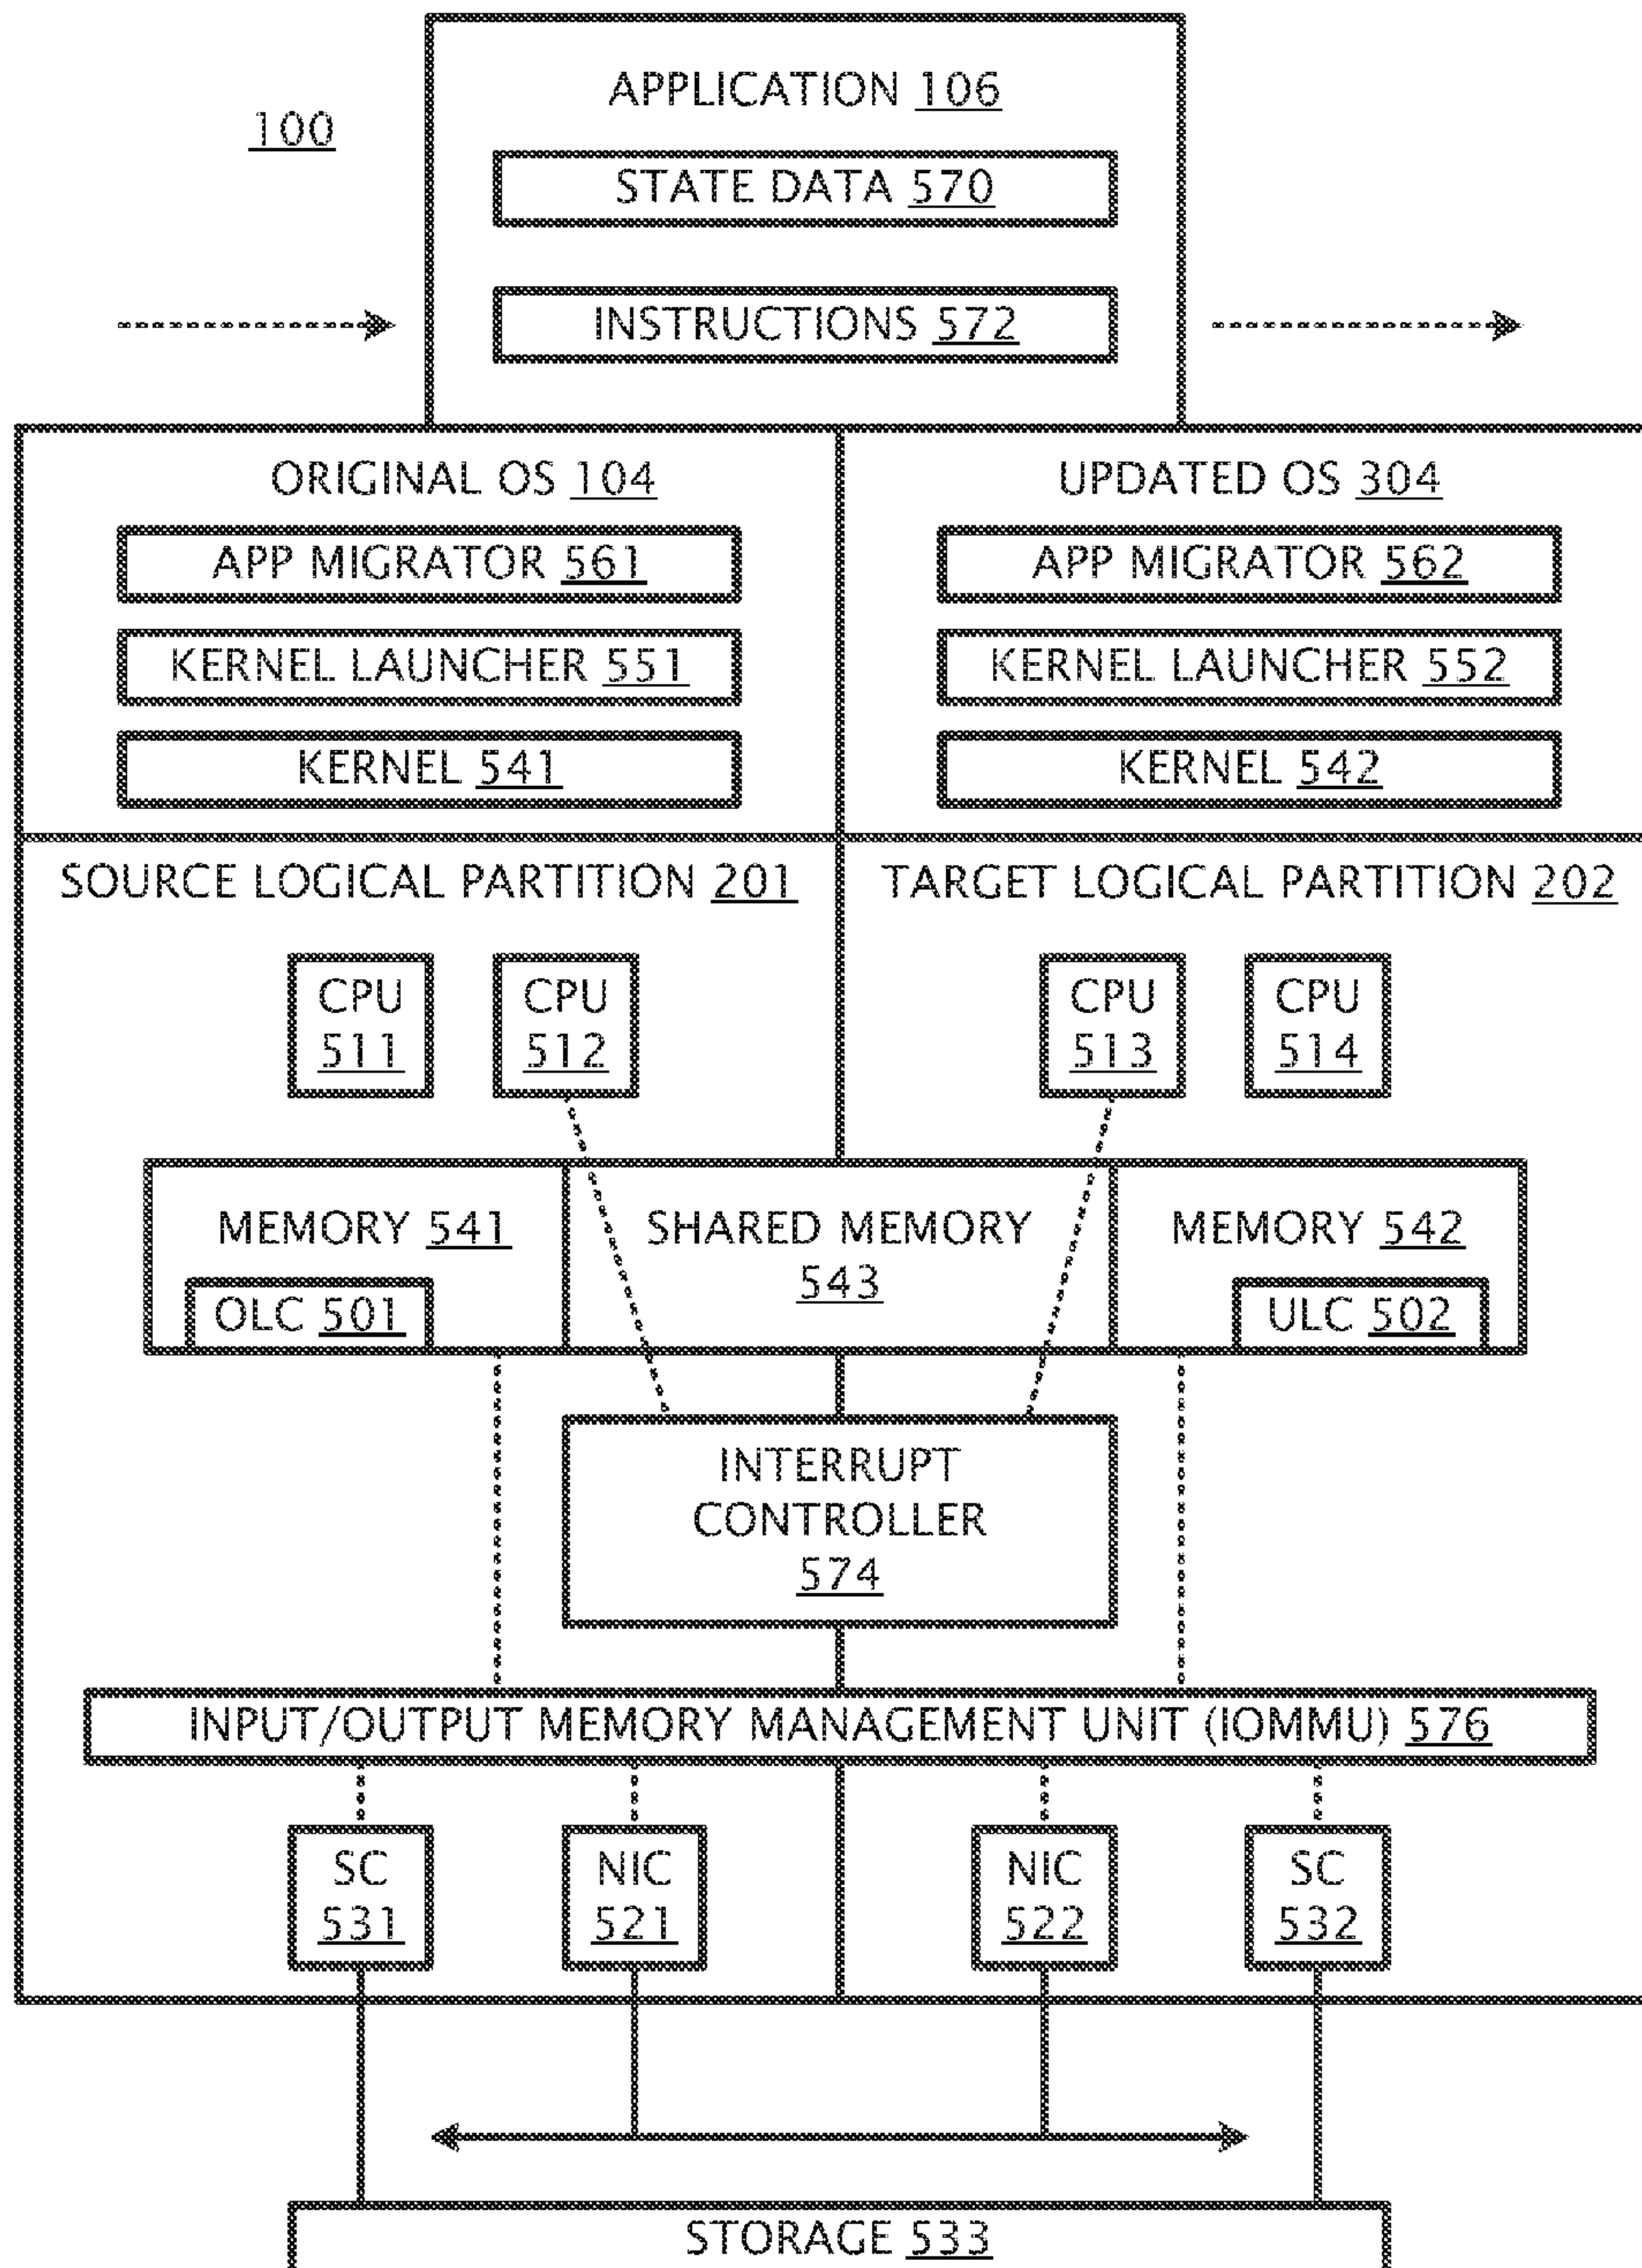 APPLICATION 106
100
STATE DATA 570
INSTRUCTIONS 572
ORIGINAL OS 104
APP MIGRATOR 561
KERNEL LAUNCHER 551
KERNEL 541
UPDATED OS 304
APP MIGRATOR 562
KERNEL LAUNCHER 552
KERNEL 542
SOURCE LOGICAL PARTITION 201
TARGET LOGICAL PARTITION 202
CPU
511
CPU
512
CPU
513
CPU
514
MEMORY 541
OLC 501
SHARED MEMORY
543
MEMORY 542
ULC 502
INTERRUPT
CONTROLLER
574
INPUT/OUTPUT MEMORY MANAGEMENT UNIT (IOMMU) 576
SC
531
NIC
521
NIC
522
SC
532
STORAGE 533